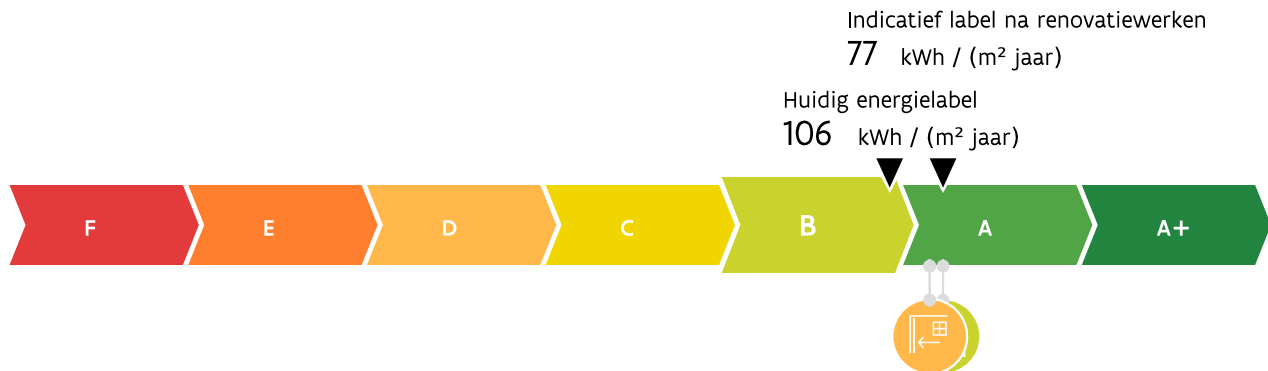 Indicatief label na renovatiewerken
77 kWh / (m² jaar)
Huidig energielabel
106 kWh / (m² jaar)
F E D C B A A+